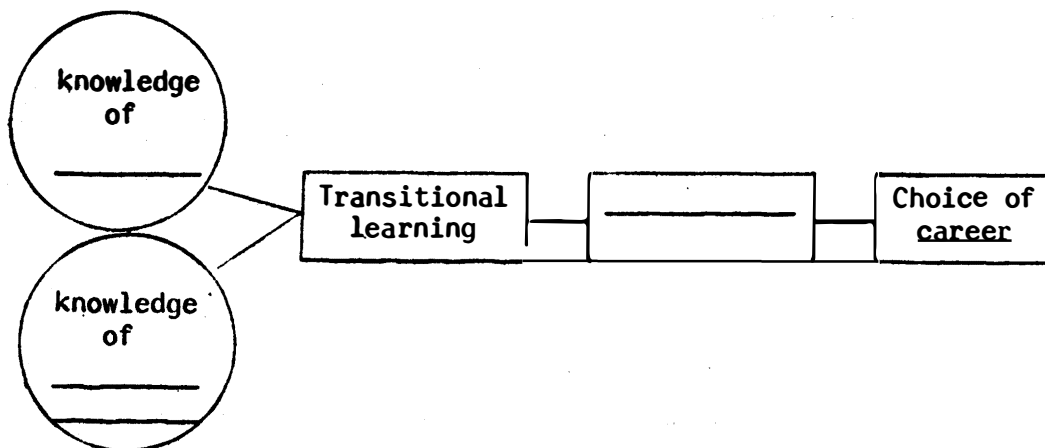 knowledge
of
Transitional
learning
Choice of
career
knowledge
of